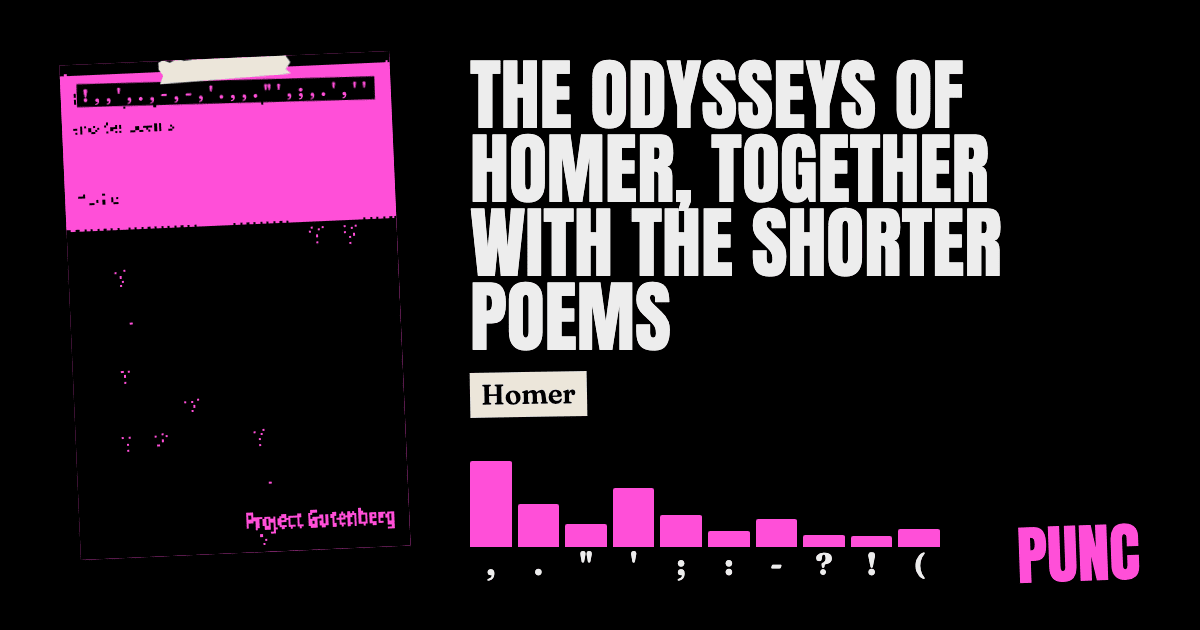 !,,',.,-,-,'.,,."',;,.',''
Project Gutenberg
THE ODYSSEYS OF
HOMER, TOGETHER
WITH THE SHORTER
POEMS
Homer
, . " ' ; : - ? ! (
PUNC